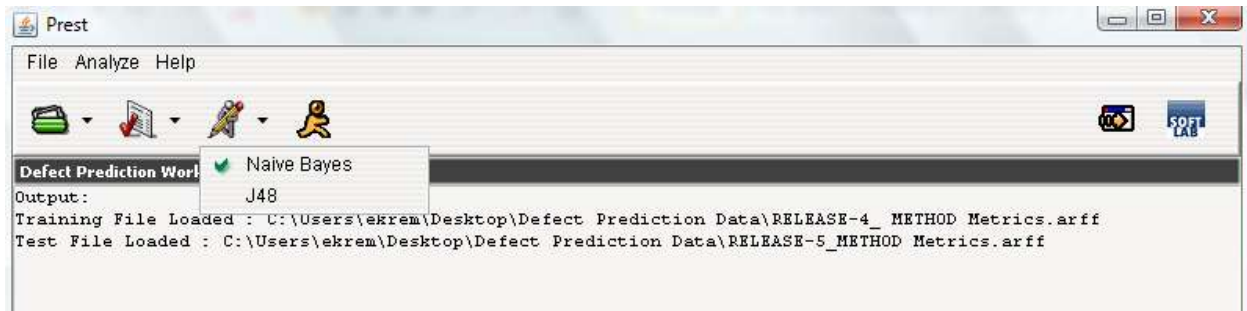 Prest
File Analyze Help
SOFT
LAB
Defect Prediction Work
Naive Bayes
J48
Output:
Training File Loaded : C:\Users\ekrem\Desktop\Defect Prediction Data\RELEASE-4_ METHOD Metrics.arff
Test File Loaded : C:\Users\ekrem\Desktop\Defect Prediction Data\RELEASE-5_METHOD Metrics.arff